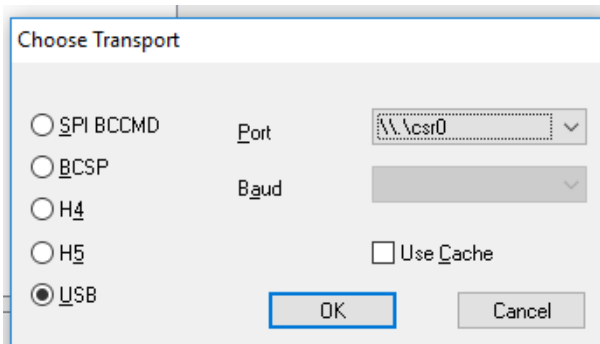 Choose Transport
SPI BCCMD
BCSP
H4
H5
USB
Port
\\.\csr0
Baud
Use Cache
OK
Cancel